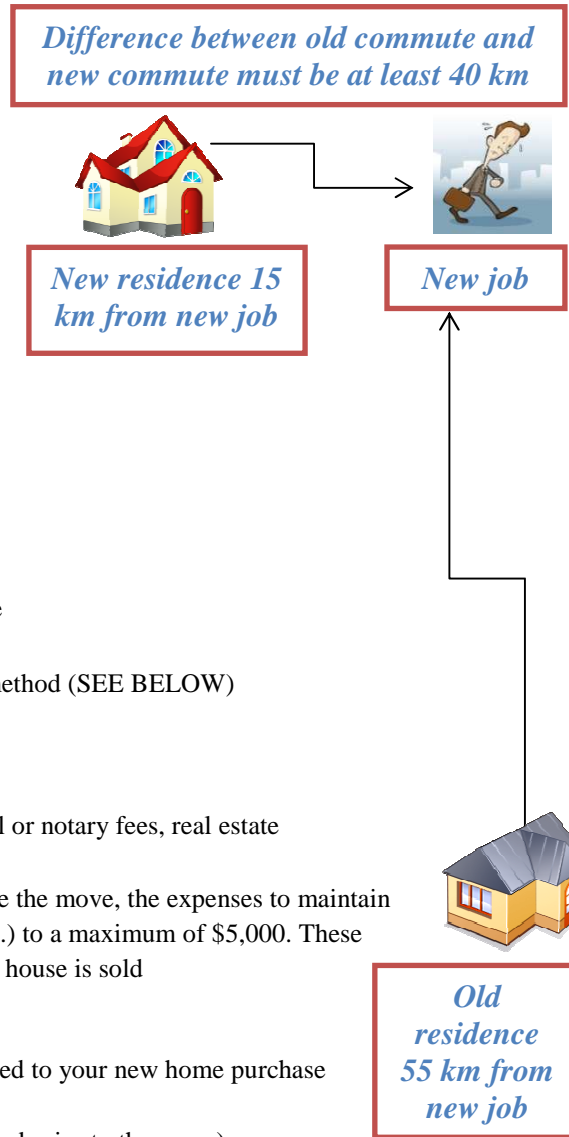 Difference between old commute and
new commute must be at least 40 km
New residence 15
km from new job
New job
method (SEE BELOW)
or notary fees, real estate
the move, the expenses to maintain
.) to a maximum of $5,000. These
house is sold
Old
residence
55 km from
new job
to your new home purchase